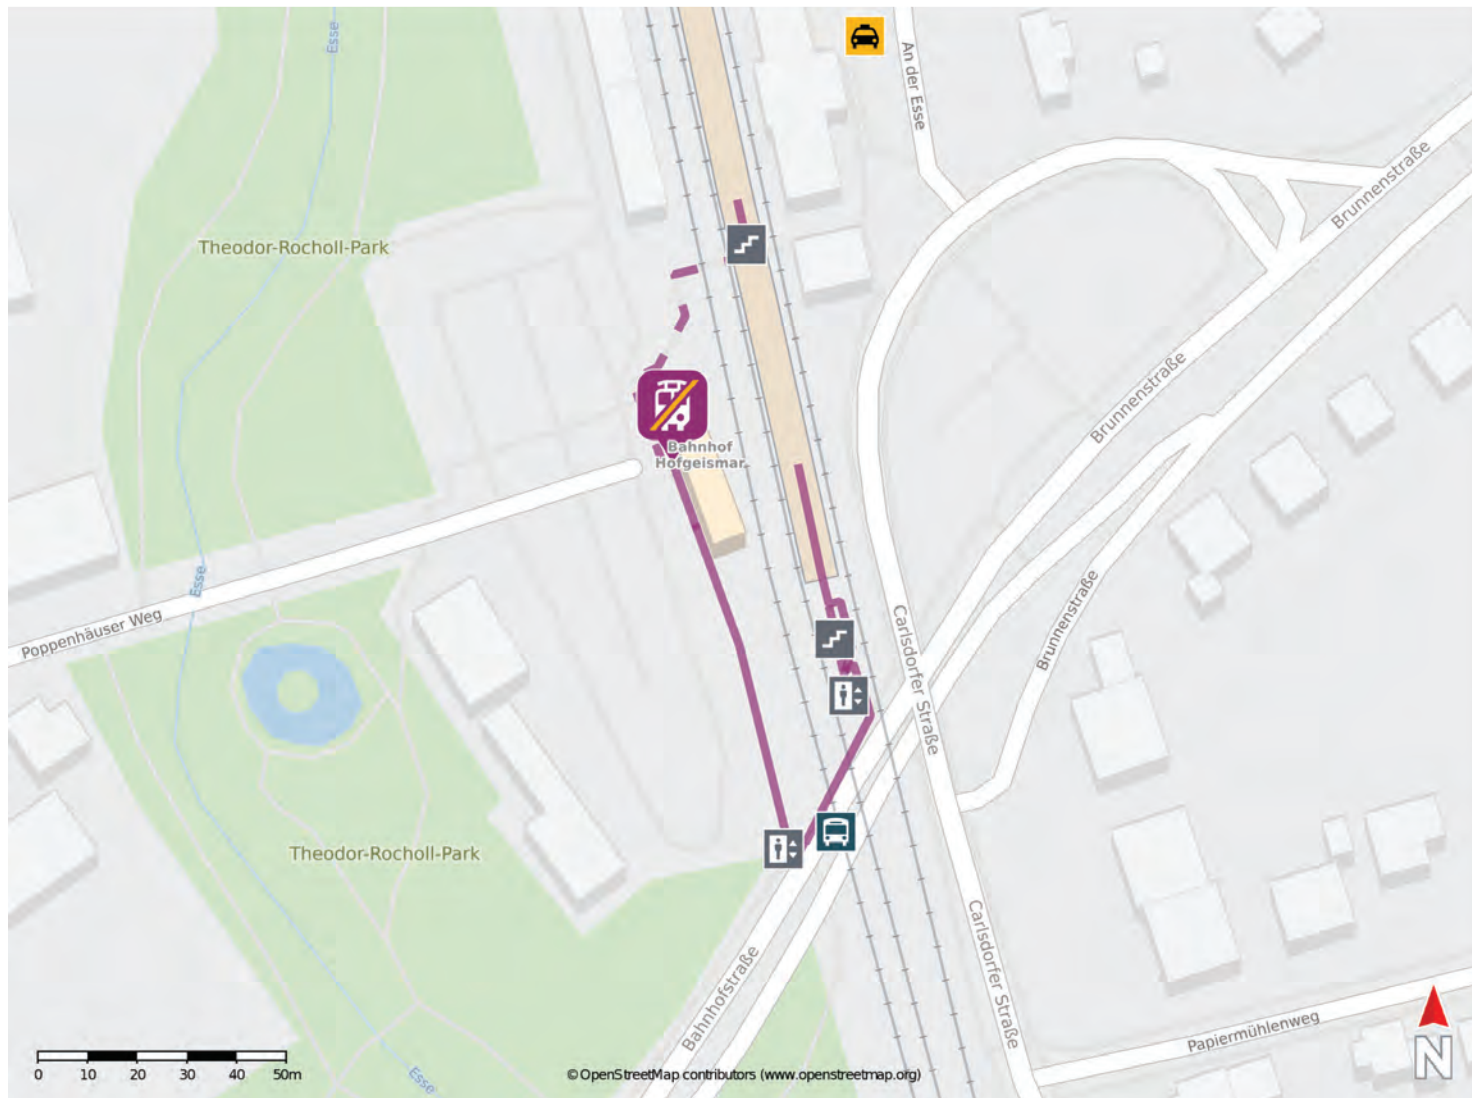 Esse
An der Esse
Brunnenstraße
Theodor-Rocholl-Park
Brunnenstraße
Bahnhof
Hofgeismar
Esse
Poppenhäuser Weg
Brunnenstraße
Carlsdorfer Straße
Theodor-Rocholl-Park
Bahnhofstraße
Carlsdorfer Straße
Papiermühlenweg
Esse
N
0 10 20 30 40 50m
©OpenStreetMap contributors (www.openstreetmap.org)